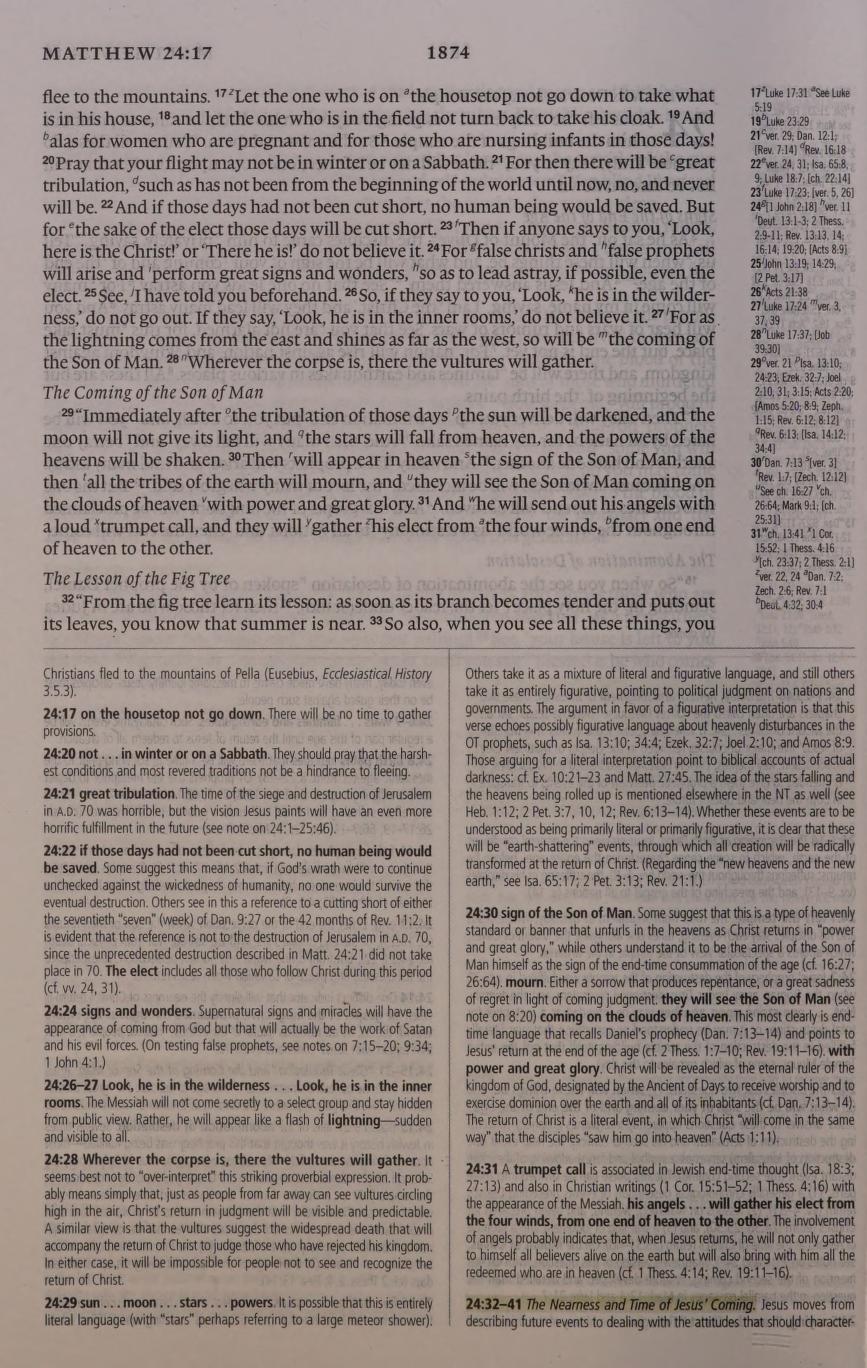 MATTHEW 24:17
1874
flee to the mountains. 17 zLet the one who is on athe housetop not go down to take what
is in his house, 18 and let the one who is in the field not turn back to take his cloak. 19 And
balas for women who are pregnant and for those who are nursing infants in those days!
20 Pray that your flight may not be in winter or on a Sabbath. 21 For then there will be cgreat
tribulation, dsuch as has not been from the beginning of the world until now, no, and never
will be. 22 And if those days had not been cut short, no human being would be saved. But
for ethe sake of the elect those days will be cut short. 23 fThen if anyone says to you, ‘Look,
here is the Christ!’ or ‘There he is!’ do not believe it. 24 For gfalse christs and hfalse prophets
will arise and iperform great signs and wonders, hso as to lead astray, if possible, even the
elect. 25 See, jI have told you beforehand. 26 So, if they say to you, ‘Look, khe is in the wilder-
ness,’ do not go out. If they say, ‘Look, he is in the inner rooms,’ do not believe it. 27 lFor as
the lightning comes from the east and shines as far as the west, so will be mthe coming of
the Son of Man. 28 nWherever the corpse is, there the vultures will gather.
The Coming of the Son of Man
29 “Immediately after othe tribulation of those days pthe sun will be darkened, and the
moon will not give its light, and qthe stars will fall from heaven, and the powers of the
heavens will be shaken. 30 Then rwill appear in heaven sthe sign of the Son of Man, and
then tall the tribes of the earth will mourn, and uthey will see the Son of Man coming on
the clouds of heaven vwith power and great glory. 31 And whe will send out his angels with
a loud xtrumpet call, and they will ygather zhis elect from athe four winds, bfrom one end
of heaven to the other.
The Lesson of the Fig Tree
32 “From the fig tree learn its lesson: as soon as its branch becomes tender and puts out
its leaves, you know that summer is near. 33 So also, when you see all these things, you
17 zLuke 17:31 aSee Luke
5:19
19 bLuke 23:29
21 cver. 29; Dan. 12:1;
[Rev. 7:14] dRev. 16:18
22 ever. 24, 31; Isa. 65:8,
9; Luke 18:7; [ch. 22:14]
23 fLuke 17:23; [ver. 5, 26]
24 g[1 John 2:18] hver. 11
iDeut. 13:1-3; 2 Thess.
2:9-11; Rev. 13:13, 14;
16:14; 19:20; [Acts 8:9]
25 jJohn 13:19; 14:29;
[2 Pet. 3:17]
26 kActs 21:38
27 lLuke 17:24 mver. 3,
37, 39
28 nLuke 17:37; [Job
39:30]
29 over. 21 pIsa. 13:10;
24:23; Ezek. 32:7; Joel
2:10, 31; 3:15; Acts 2:20;
[Amos 5:20; 8:9; Zeph.
1:15; Rev. 6:12; 8:12]
qRev. 6:13; [Isa. 14:12;
34:4]
30 rDan. 7:13 s[ver. 3]
tRev. 1:7; [Zech. 12:12]
uSee ch. 16:27 vch.
26:64; Mark 9:1; [ch.
25:31]
31 wch. 13:41 x1 Cor.
15:52; 1 Thess. 4:16
y[ch. 23:37; 2 Thess. 2:1]
zver. 22, 24 aDan. 7:2;
Zech. 2:6; Rev. 7:1
bDeut. 4:32; 30:4
Christians fled to the mountains of Pella (Eusebius, Ecclesiastical History
3.5.3).
24:17 on the housetop not go down. There will be no time to gather
provisions.
24:20 not . . . in winter or on a Sabbath. They should pray that the harsh-
est conditions and most revered traditions not be a hindrance to fleeing.
24:21 great tribulation. The time of the siege and destruction of Jerusalem
in A.D. 70 was horrible, but the vision Jesus paints will have an even more
horrific fulfillment in the future (see note on 24:1–25:46).
24:22 if those days had not been cut short, no human being would
be saved. Some suggest this means that, if God’s wrath were to continue
unchecked against the wickedness of humanity, no one would survive the
eventual destruction. Others see in this a reference to a cutting short of either
the seventieth “seven” (week) of Dan. 9:27 or the 42 months of Rev. 11:2. It
is evident that the reference is not to the destruction of Jerusalem in A.D. 70,
since the unprecedented destruction described in Matt. 24:21 did not take
place in 70. The elect includes all those who follow Christ during this period
(cf. vv. 24, 31).
24:24 signs and wonders. Supernatural signs and miracles will have the
appearance of coming from God but that will actually be the work of Satan
and his evil forces. (On testing false prophets, see notes on 7:15–20; 9:34;
1 John 4:1.)
24:26–27 Look, he is in the wilderness . . . Look, he is in the inner
rooms. The Messiah will not come secretly to a select group and stay hidden
from public view. Rather, he will appear like a flash of lightning—sudden
and visible to all.
24:28 Wherever the corpse is, there the vultures will gather. It
seems best not to “over-interpret” this striking proverbial expression. It prob-
ably means simply that, just as people from far away can see vultures circling
high in the air, Christ’s return in judgment will be visible and predictable.
A similar view is that the vultures suggest the widespread death that will
accompany the return of Christ to judge those who have rejected his kingdom.
In either case, it will be impossible for people not to see and recognize the
return of Christ.
24:29 sun . . . moon . . . stars . . . powers. It is possible that this is entirely
literal language (with “stars” perhaps referring to a large meteor shower).
Others take it as a mixture of literal and figurative language, and still others
take it as entirely figurative, pointing to political judgment on nations and
governments. The argument in favor of a figurative interpretation is that this
verse echoes possibly figurative language about heavenly disturbances in the
OT prophets, such as Isa. 13:10; 34:4; Ezek. 32:7; Joel 2:10; and Amos 8:9.
Those arguing for a literal interpretation point to biblical accounts of actual
darkness: cf. Ex. 10:21–23 and Matt. 27:45. The idea of the stars falling and
the heavens being rolled up is mentioned elsewhere in the NT as well (see
Heb. 1:12; 2 Pet. 3:7, 10, 12; Rev. 6:13–14). Whether these events are to be
understood as being primarily literal or primarily figurative, it is clear that these
will be “earth-shattering” events, through which all creation will be radically
transformed at the return of Christ. (Regarding the “new heavens and the new
earth,” see Isa. 65:17; 2 Pet. 3:13; Rev. 21:1.)
24:30 sign of the Son of Man. Some suggest that this is a type of heavenly
standard or banner that unfurls in the heavens as Christ returns in “power
and great glory,” while others understand it to be the arrival of the Son of
Man himself as the sign of the end-time consummation of the age (cf. 16:27;
26:64). mourn. Either a sorrow that produces repentance, or a great sadness
of regret in light of coming judgment. they will see the Son of Man (see
note on 8:20) coming on the clouds of heaven. This most clearly is end-
time language that recalls Daniel’s prophecy (Dan. 7:13–14) and points to
Jesus’ return at the end of the age (cf. 2 Thess. 1:7–10; Rev. 19:11–16). with
power and great glory. Christ will be revealed as the eternal ruler of the
kingdom of God, designated by the Ancient of Days to receive worship and to
exercise dominion over the earth and all of its inhabitants (cf. Dan. 7:13–14).
The return of Christ is a literal event, in which Christ “will come in the same
way” that the disciples “saw him go into heaven” (Acts 1:11).
24:31 A trumpet call is associated in Jewish end-time thought (Isa. 18:3;
27:13) and also in Christian writings (1 Cor. 15:51–52; 1 Thess. 4:16) with
the appearance of the Messiah. his angels . . . will gather his elect from
the four winds, from one end of heaven to the other. The involvement
of angels probably indicates that, when Jesus returns, he will not only gather
to himself all believers alive on the earth but will also bring with him all the
redeemed who are in heaven (cf. 1 Thess. 4:14; Rev. 19:11–16).
24:32–41 The Nearness and Time of Jesus’ Coming. Jesus moves from
describing future events to dealing with the attitudes that should character-